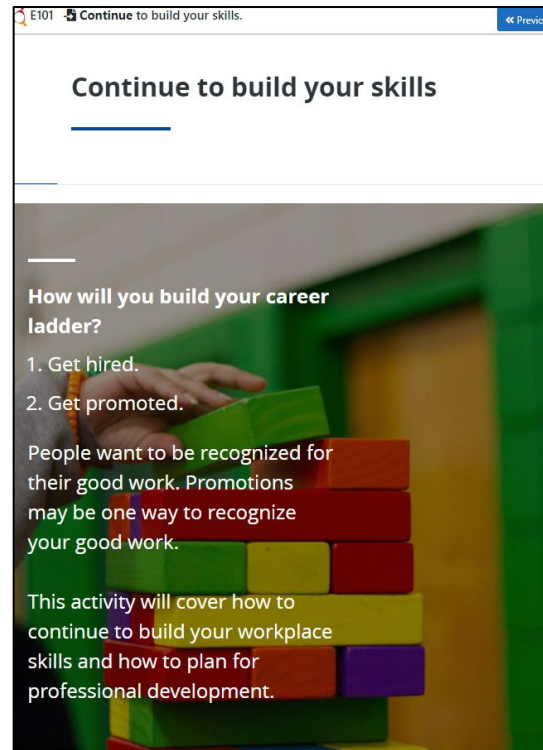 E101 Continue to build your skills.
« Previo
Continue to build your skills
How will you build your career
ladder?
1. Get hired.
2. Get promoted.
People want to be recognized for
their good work. Promotions
may be one way to recognize
your good work.
This activity will cover how to
continue to build your workplace
skills and how to plan for
professional development.